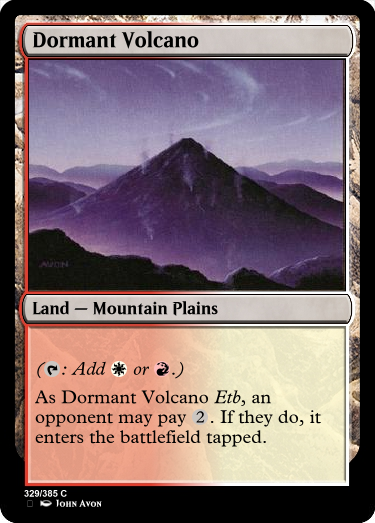 Dormant Volcano
AVON
Land — Mountain Plains
(T: Add W or R.)
As Dormant Volcano Etb, an
opponent may pay 2. If they do, it
enters the battlefield tapped.
329/385 C
John Avon